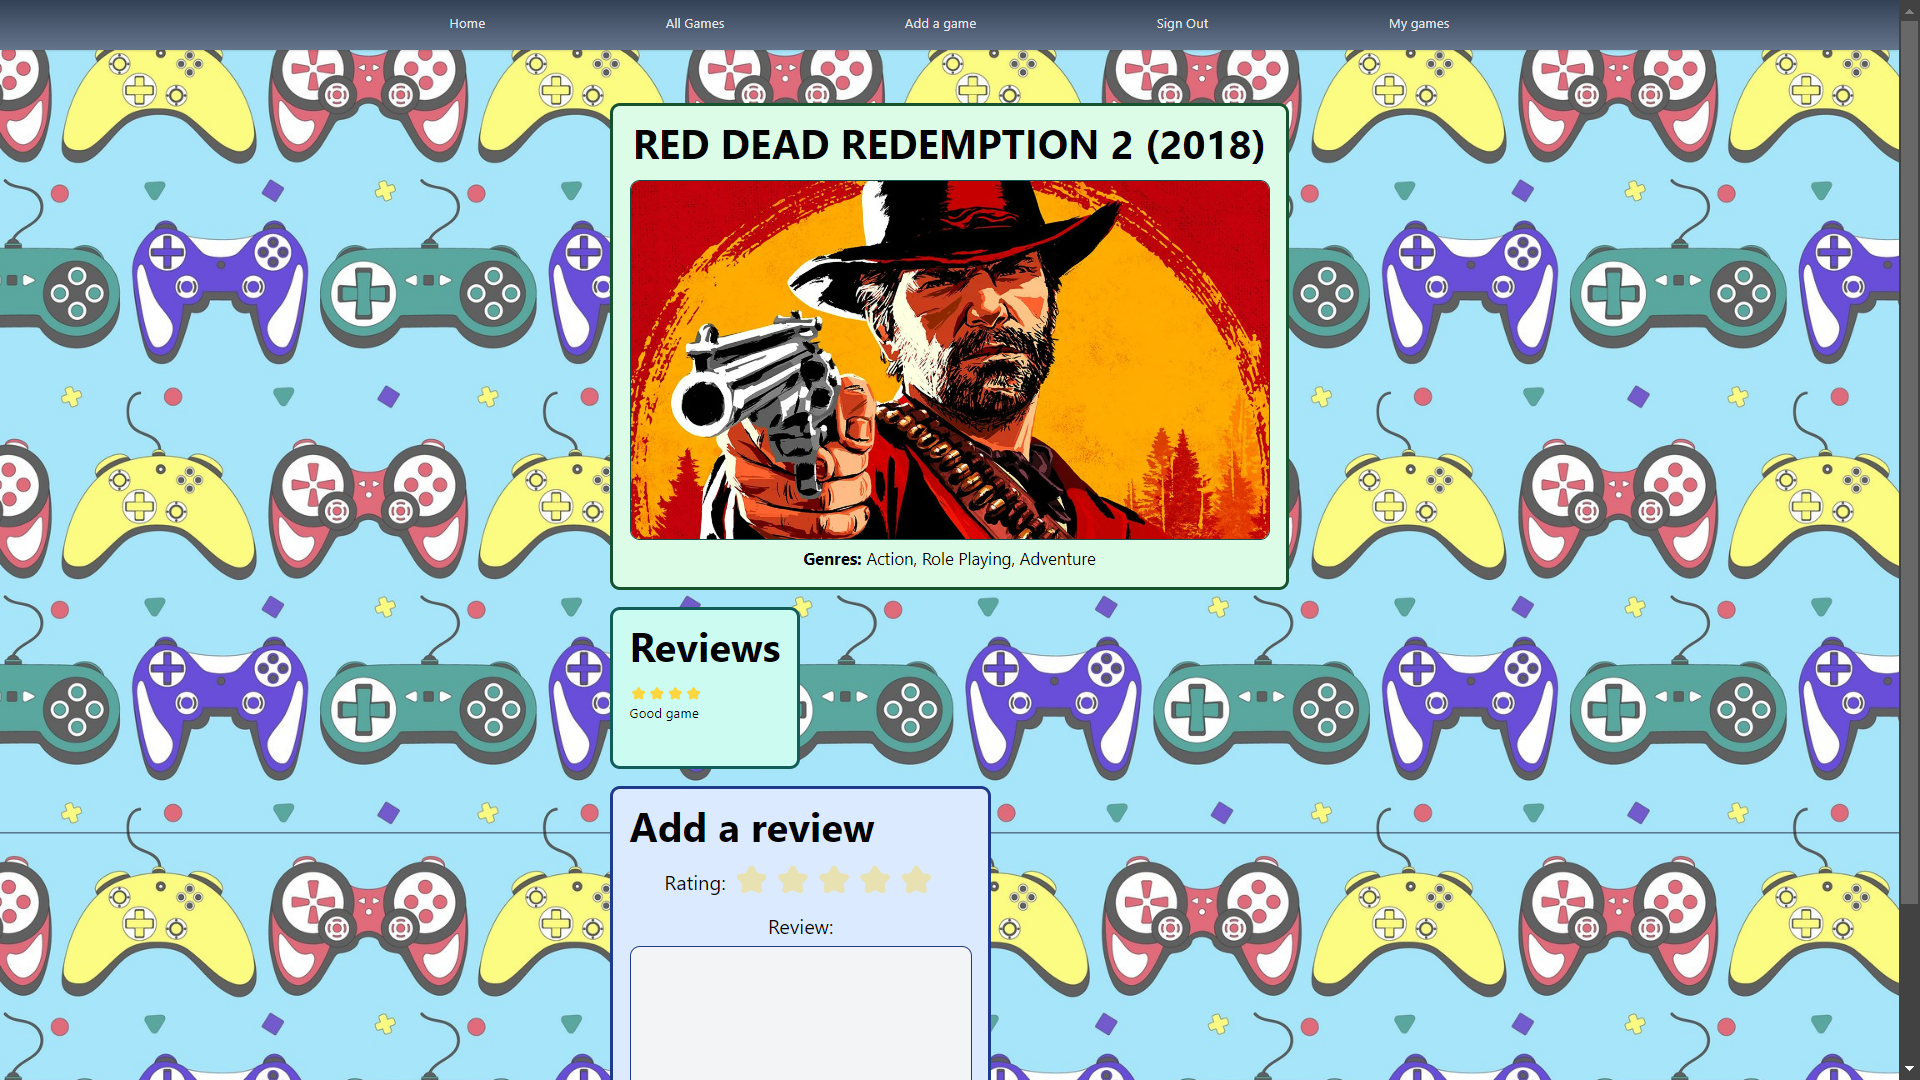 Home
All Games
Add a game
Sign Out
My games
RED DEAD REDEMPTION 2 (2018)
Genres: Action, Role Playing, Adventure
Reviews
Good game
Add a review
Rating:
Review: